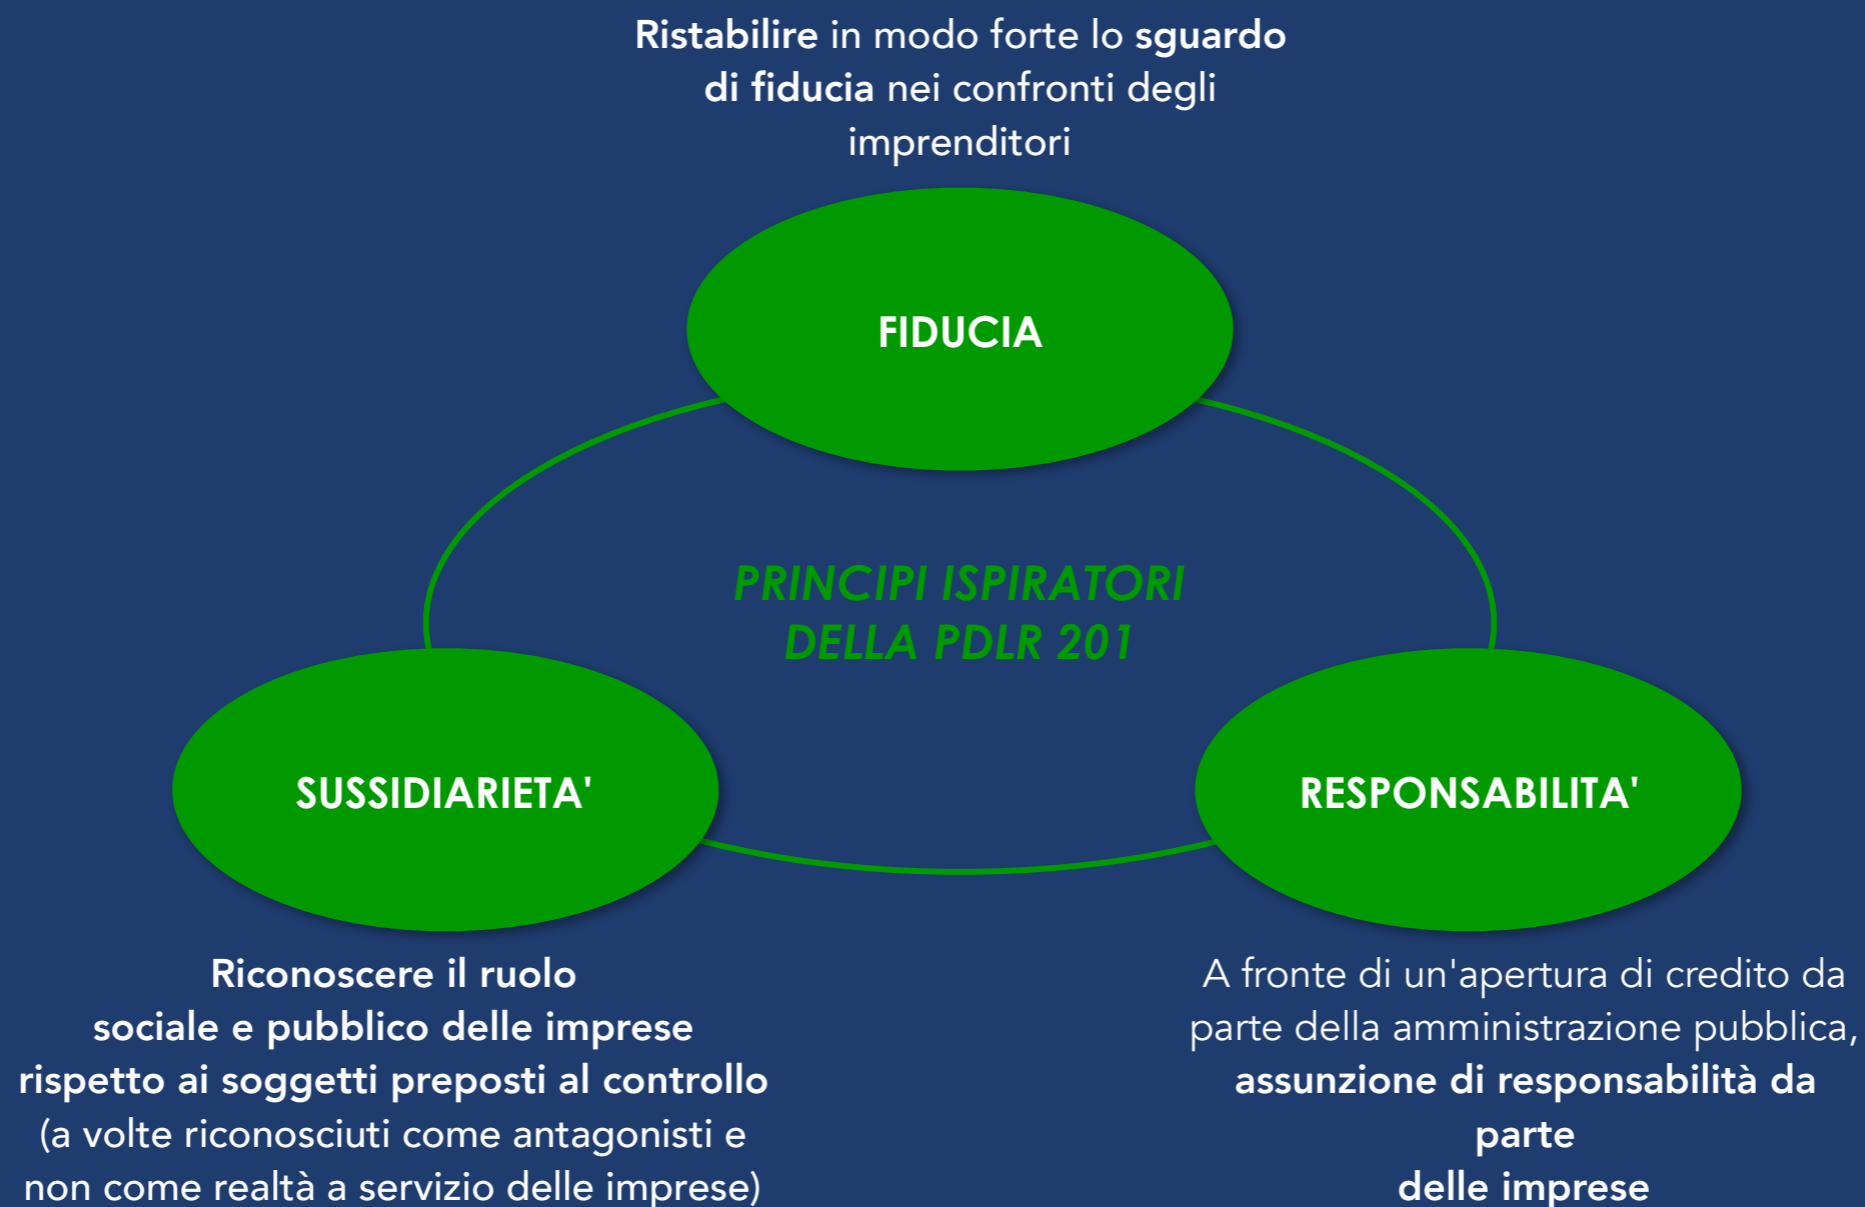 Ristabilire in modo forte lo sguardo
di fiducia nei confronti degli
imprenditori
FIDUCIA
PRINCIPI ISPIRATORI
DELLA PDLR 201
SUSSIDIARIETA'
RESPONSABILITA'
Riconoscere il ruolo
sociale e pubblico delle imprese
rispetto ai soggetti preposti al controllo
(a volte riconosciuti come antagonisti e
non come realtà a servizio delle imprese)
A fronte di un'apertura di credito da
parte della amministrazione pubblica,
assunzione di responsabilità da
parte
delle imprese